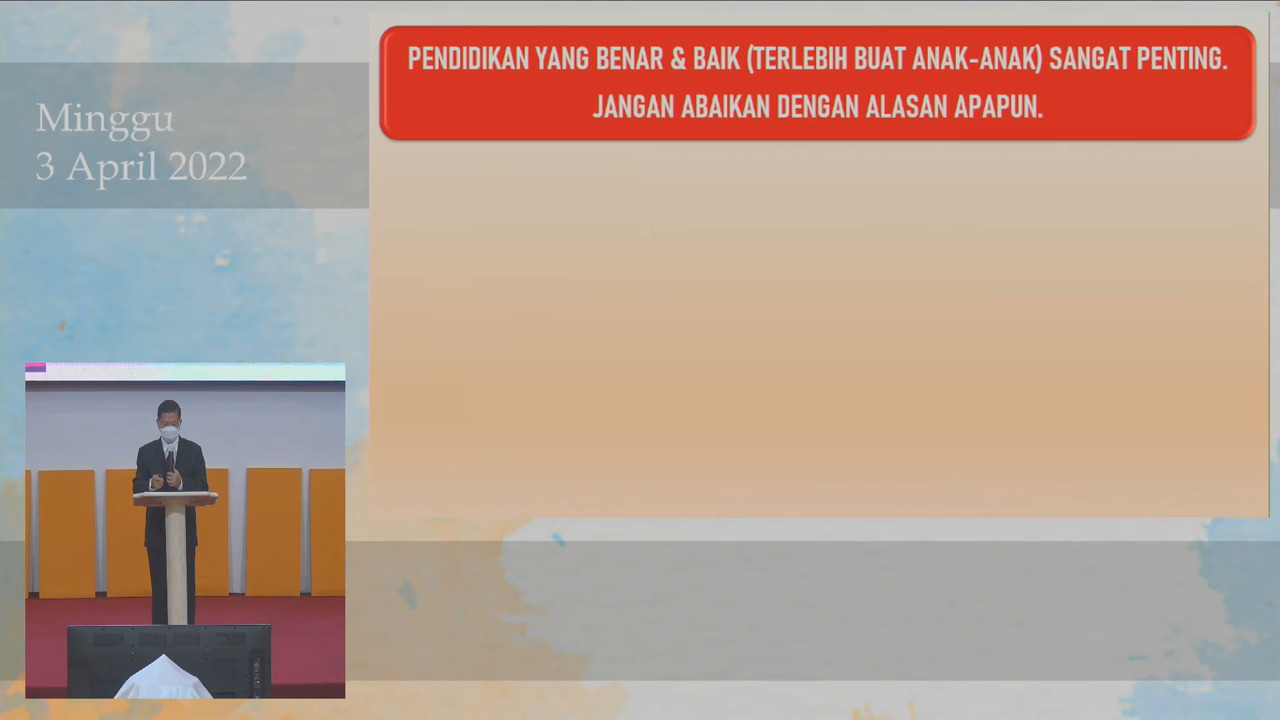 Minggu
3 April 2022
PENDIDIKAN YANG BENAR & BAIK (TERLEBIH BUAT ANAK-ANAK) SANGAT PENTING.
JANGAN ABAIKAN DENGAN ALASAN APAPUN.